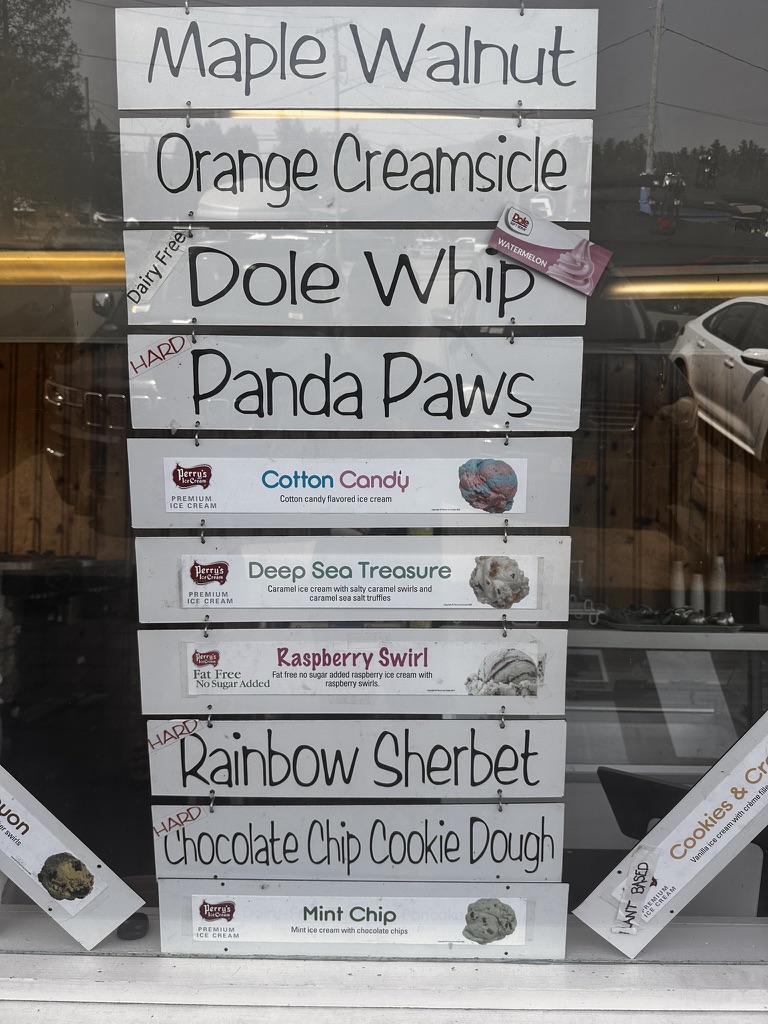 Maple Walnut
Orange Creamsicle
Dairy Free
Dole Whip
Dole
WATERMELON
HARD
Panda Paws
Perry's
Ice Cream
PREMIUM
ICE CREAM
Cotton Candy
Cotton candy flavored ice cream
Perry's
Ice Cream
PREMIUM
ICE CREAM
Deep Sea Treasure
Caramel ice cream with salty caramel swirls and
caramel sea salt truffles
Perry's
Ice Cream
Fat Free
No Sugar Added
Raspberry Swirl
Fat free no sugar added raspberry ice cream with
raspberry swirls.
HARD
Rainbow Sherbet
HARD
Chocolate Chip Cookie Dough
Perry's
Ice Cream
PREMIUM
ICE CREAM
Mint Chip
Mint ice cream with chocolate chips
swirls
Cookies &
Vanilla ice cream with crème
PREMIUM
ICE CREAM
BASED